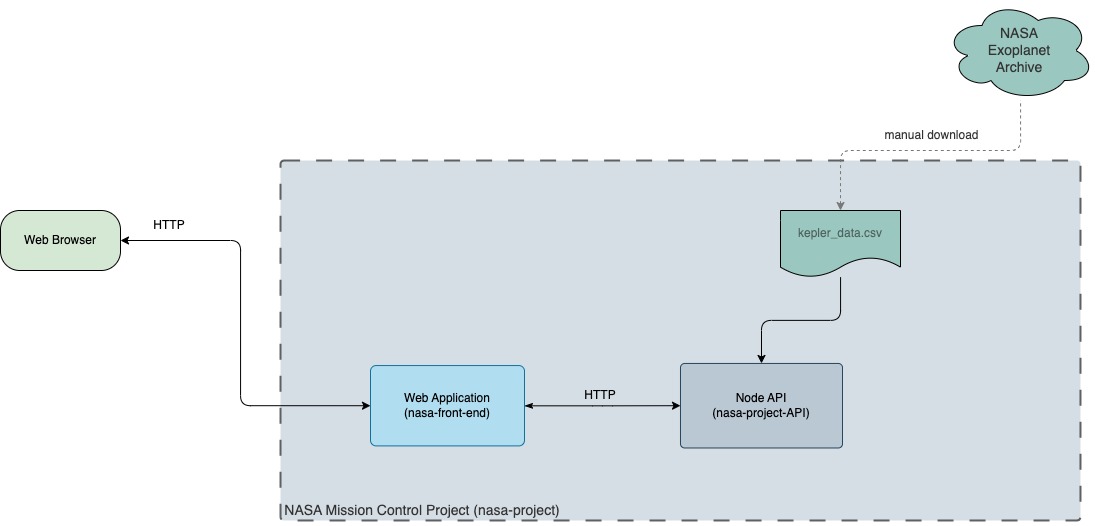 NASA
Exoplanet
Archive
manual download
HTTP
Web Browser
kepler_data.csv
Web Application
(nasa-front-end)
HTTP
Node API
(nasa-project-API)
NASA Mission Control Project (nasa-project)